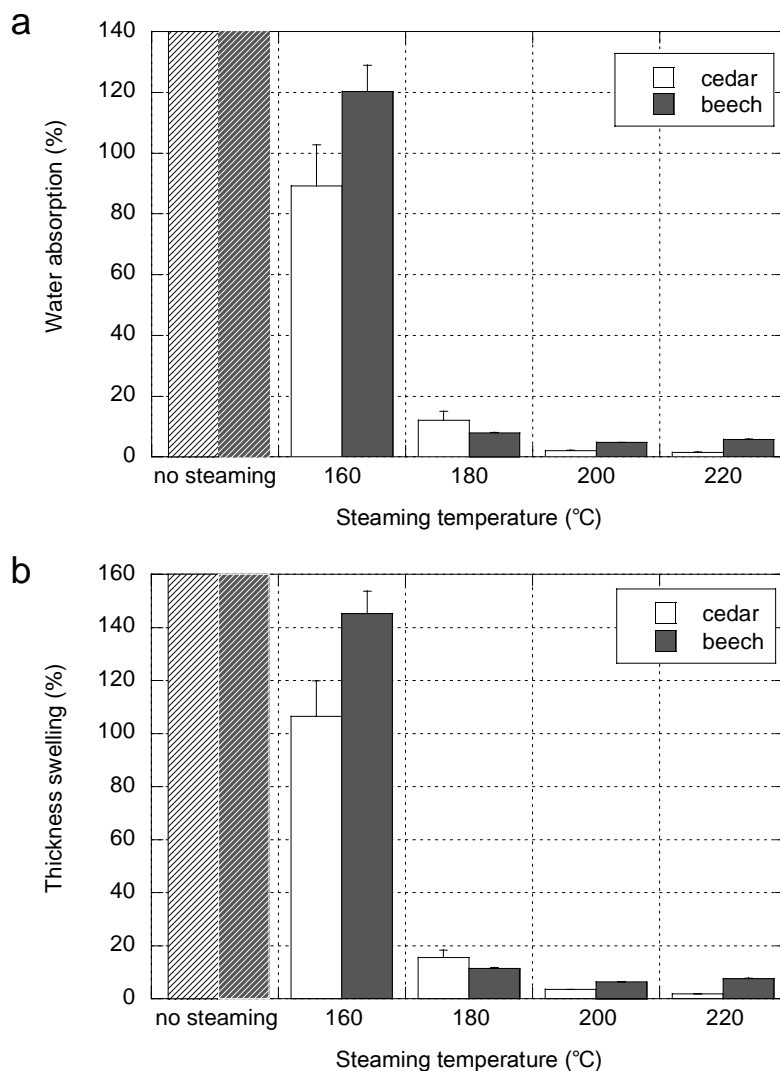 a
140
120
100
80
60
40
20
0
Water absorption (%)
cedar
beech
no steaming 160 180 200 220
Steaming temperature (°C)
b
160
140
120
100
80
60
40
20
0
Thickness swelling (%)
cedar
beech
no steaming 160 180 200 220
Steaming temperature (°C)